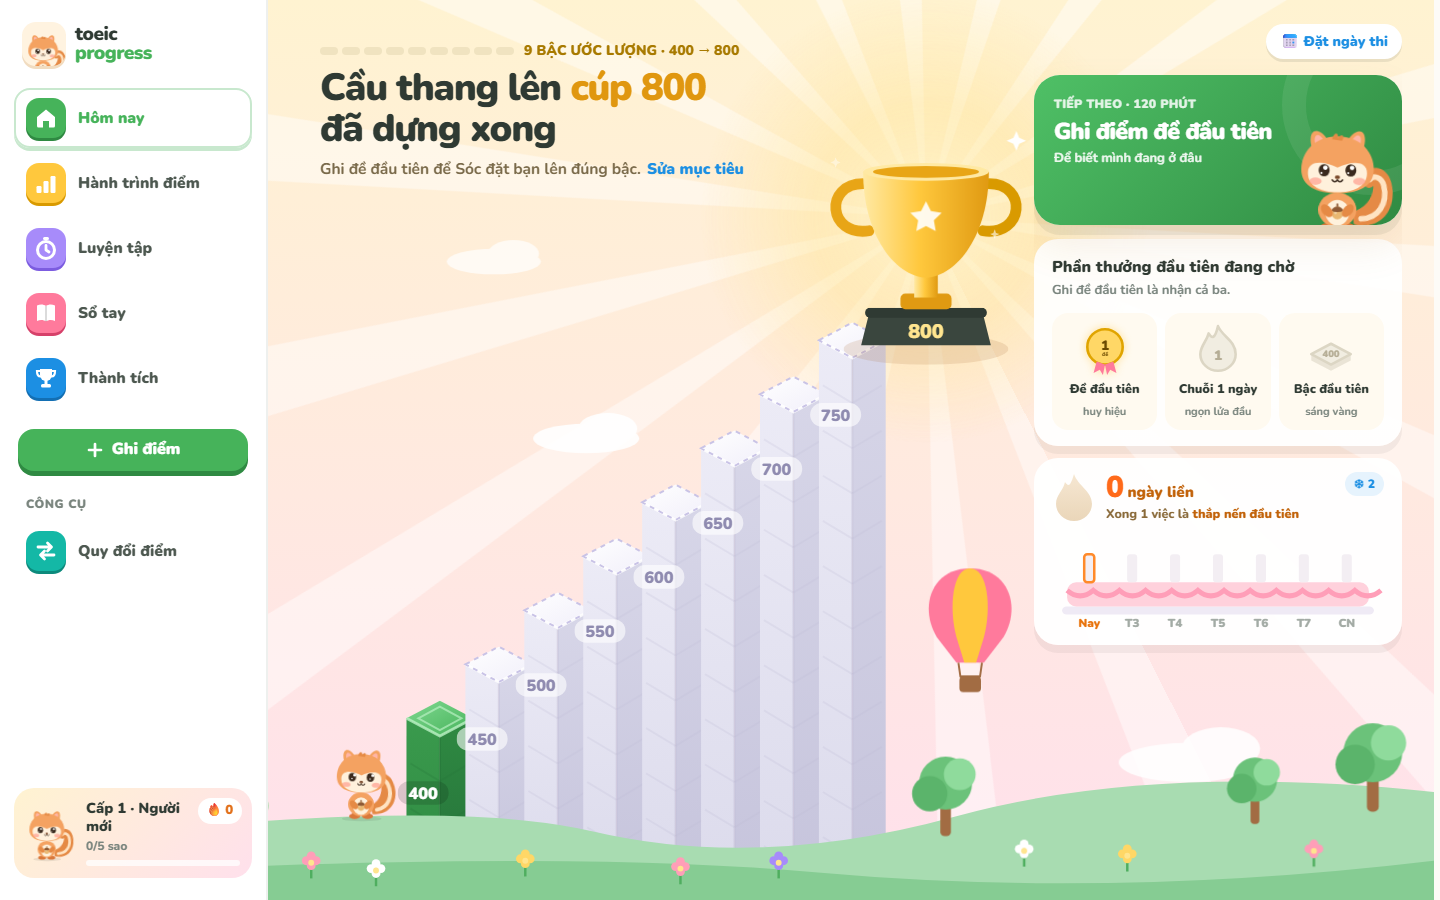 toeic
progress
Hôm nay
Hành trình điểm
Luyện tập
Sổ tay
Thành tích
+ Ghi điểm
CÔNG CỤ
Quy đổi điểm
Cấp 1 · Người mới
0
0/5 sao
9 BẬC ƯỚC LƯỢNG · 400 → 800
Cầu thang lên cúp 800
đã dựng xong
Ghi đề đầu tiên để Sóc đặt bạn lên đúng bậc. Sửa mục tiêu
800
750
700
650
600
550
500
450
400
Đặt ngày thi
TIẾP THEO · 120 PHÚT
Ghi điểm đề đầu tiên
Để biết mình đang ở đâu
Phần thưởng đầu tiên đang chờ
Ghi đề đầu tiên là nhận cả ba.
1
đề
1
400
Đề đầu tiên
Chuỗi 1 ngày
Bậc đầu tiên
huy hiệu
ngọn lửa đầu
sáng vàng
0 ngày liền
2
Xong 1 việc là thắp nến đầu tiên
Nay T3 T4 T5 T6 T7 CN